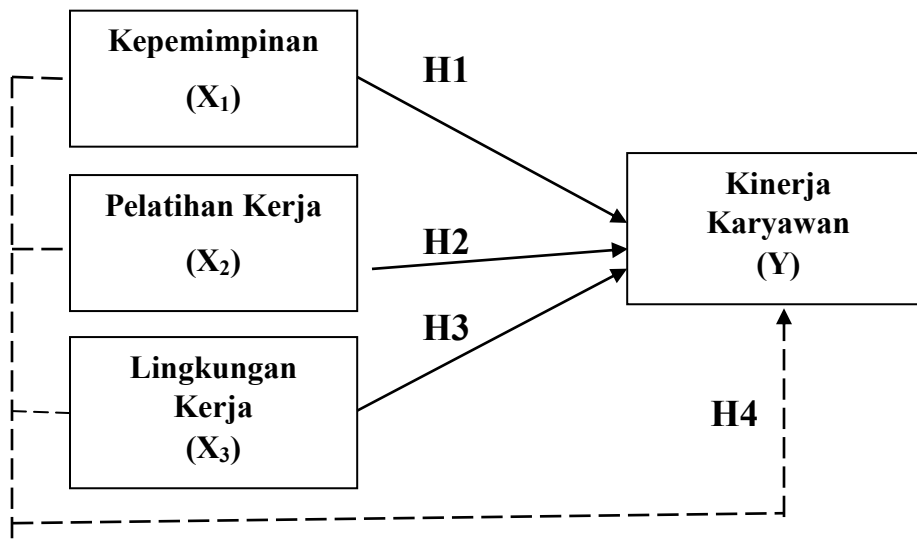 Kepemimpinan
(X₁)
H1
Pelatihan Kerja
(X₂)
H2
Lingkungan
Kerja
(X₃)
H3
Kinerja
Karyawan
(Y)
H4